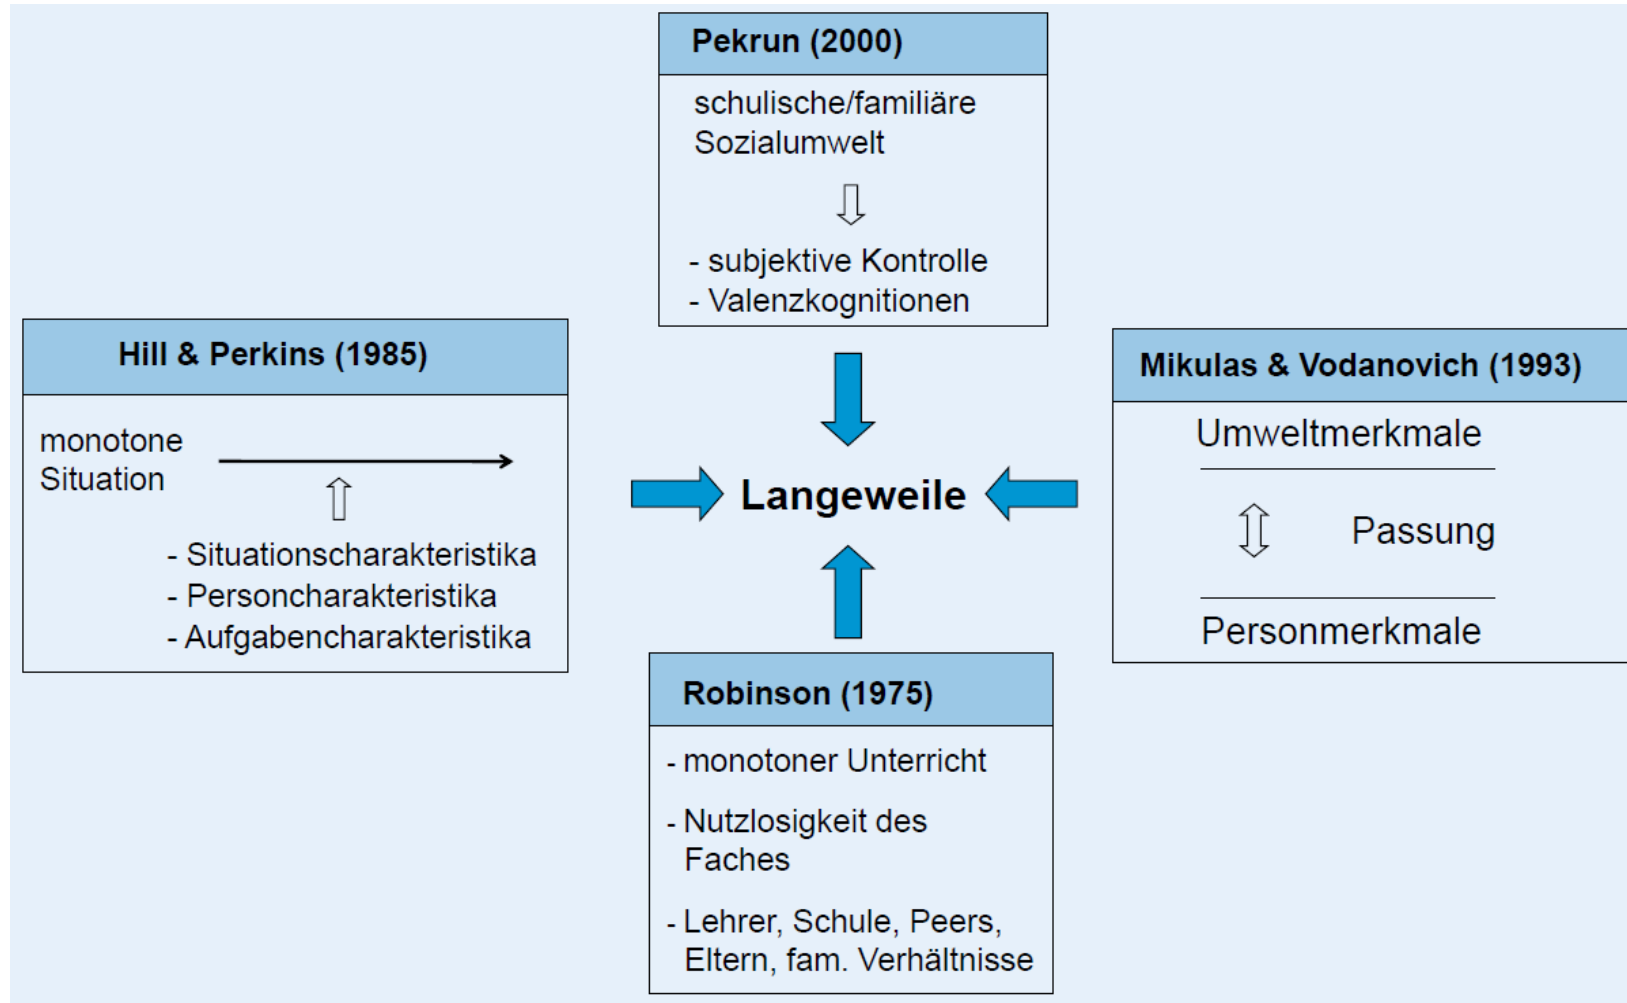 Pekrun (2000)
schulische/familiäre
Sozialumwelt
- subjektive Kontrolle
- Valenzkognitionen
Hill & Perkins (1985)
monotone
Situation
- Situationscharakteristika
- Personcharakteristika
- Aufgabencharakteristika
Langeweile
Mikulas & Vodanovich (1993)
Umweltmerkmale
Passung
Personmerkmale
Robinson (1975)
- monotoner Unterricht
- Nutzlosigkeit des
Faches
- Lehrer, Schule, Peers,
Eltern, fam. Verhältnisse